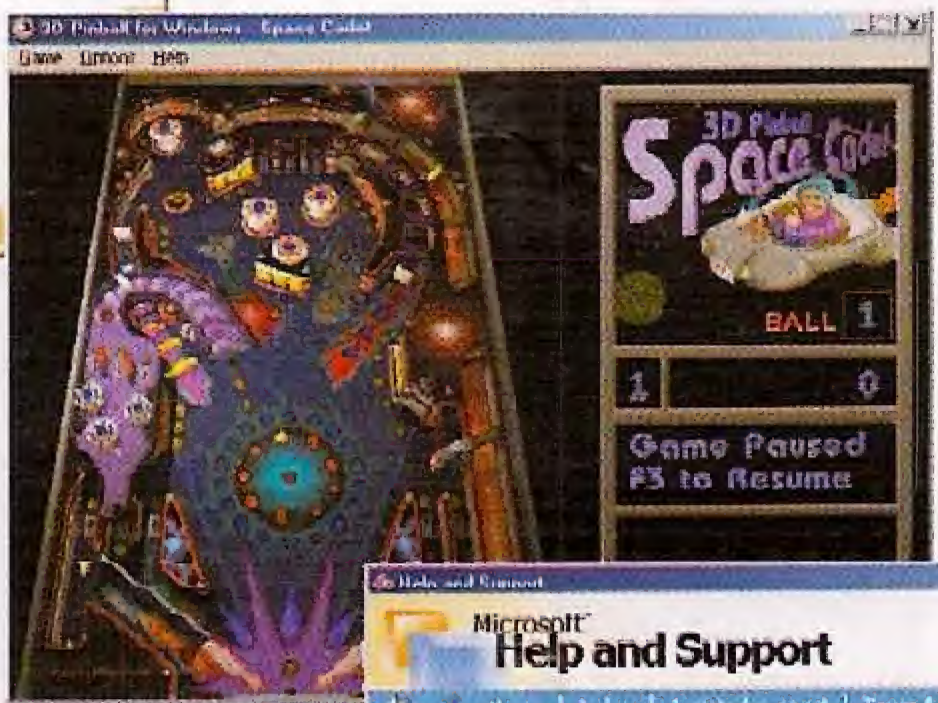 3D Pinball for Windows - Space Cadet
Game Options Help
3D Pinball
Space Cadet
BALL 1
1 0
Game Paused
F3 to Resume
Help and Support
Microsoft™
Help and Support